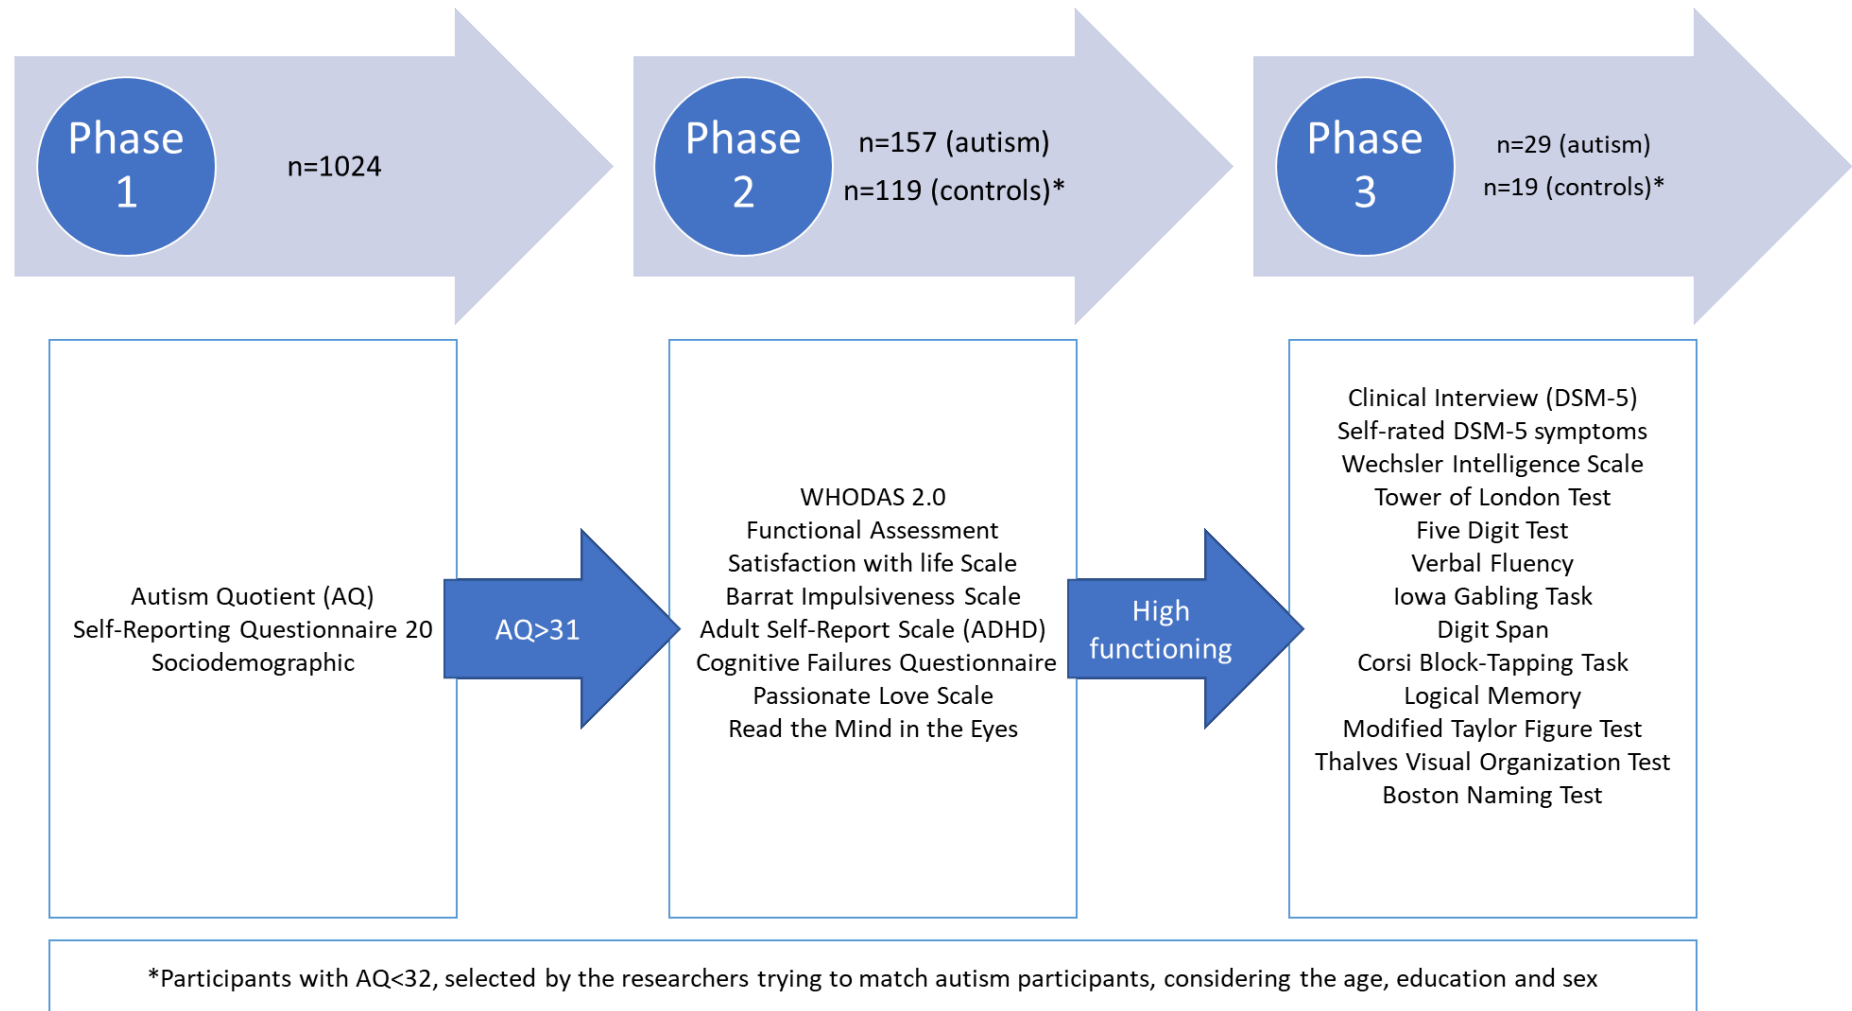 Phase
1
n=1024
Phase
2
n=157 (autism)
n=119 (controls)*
Phase
3
n=29 (autism)
n=19 (controls)*
Autism Quotient (AQ)
Self-Reporting Questionnaire 20
Sociodemographic
AQ>31
WHODAS 2.0
Functional Assessment
Satisfaction with life Scale
Barrat Impulsiveness Scale
Adult Self-Report Scale (ADHD)
Cognitive Failures Questionnaire
Passionate Love Scale
Read the Mind in the Eyes
High
functioning
Clinical Interview (DSM-5)
Self-rated DSM-5 symptoms
Wechsler Intelligence Scale
Tower of London Test
Five Digit Test
Verbal Fluency
Iowa Gabling Task
Digit Span
Corsi Block-Tapping Task
Logical Memory
Modified Taylor Figure Test
Thalves Visual Organization Test
Boston Naming Test
*Participants with AQ<32, selected by the researchers trying to match autism participants, considering the age, education and sex